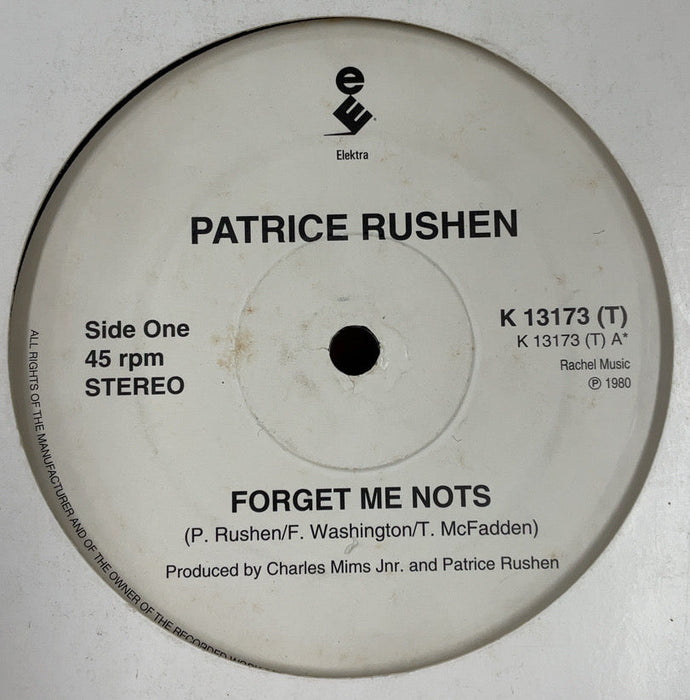 Elektra
PATRICE RUSHEN
Side One
45 rpm
STEREO
K 13173 (T)
K 13173 (T) A*
Rachel Music
℗ 1980
FORGET ME NOTS
(P. Rushen/F. Washington/T. McFadden)
Produced by Charles Mims Jnr. and Patrice Rushen
ALL RIGHTS OF THE MANUFACTURER AND OF THE OWNER OF THE RECORDED